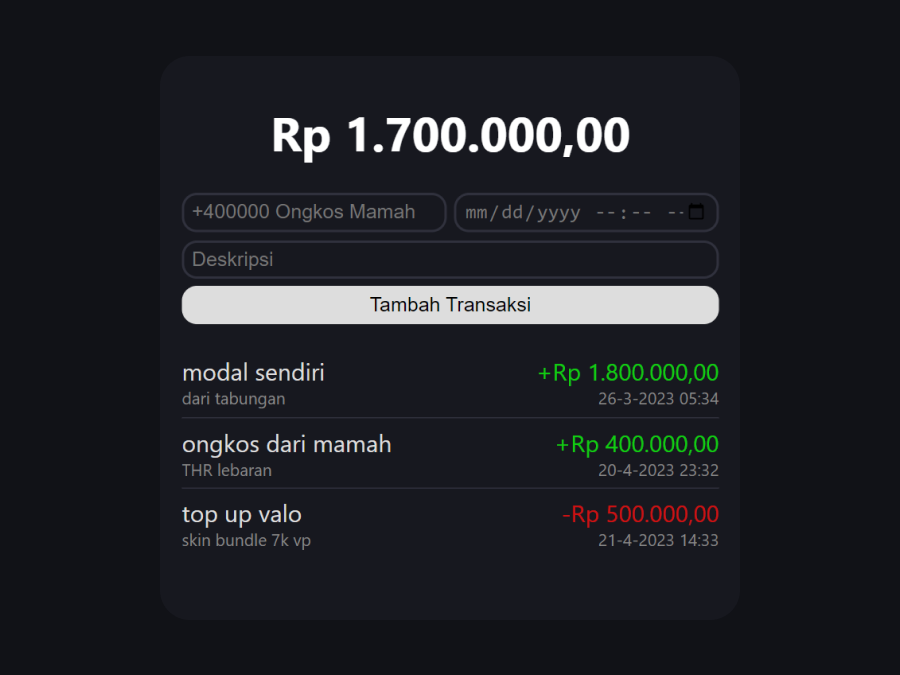 Rp 1.700.000,00
+400000 Ongkos Mamah mm/dd/yyyy --:-- --
Deskripsi
Tambah Transaksi
modal sendiri +Rp 1.800.000,00
dari tabungan 26-3-2023 05:34
ongkos dari mamah +Rp 400.000,00
THR lebaran 20-4-2023 23:32
top up valo -Rp 500.000,00
skin bundle 7k vp 21-4-2023 14:33